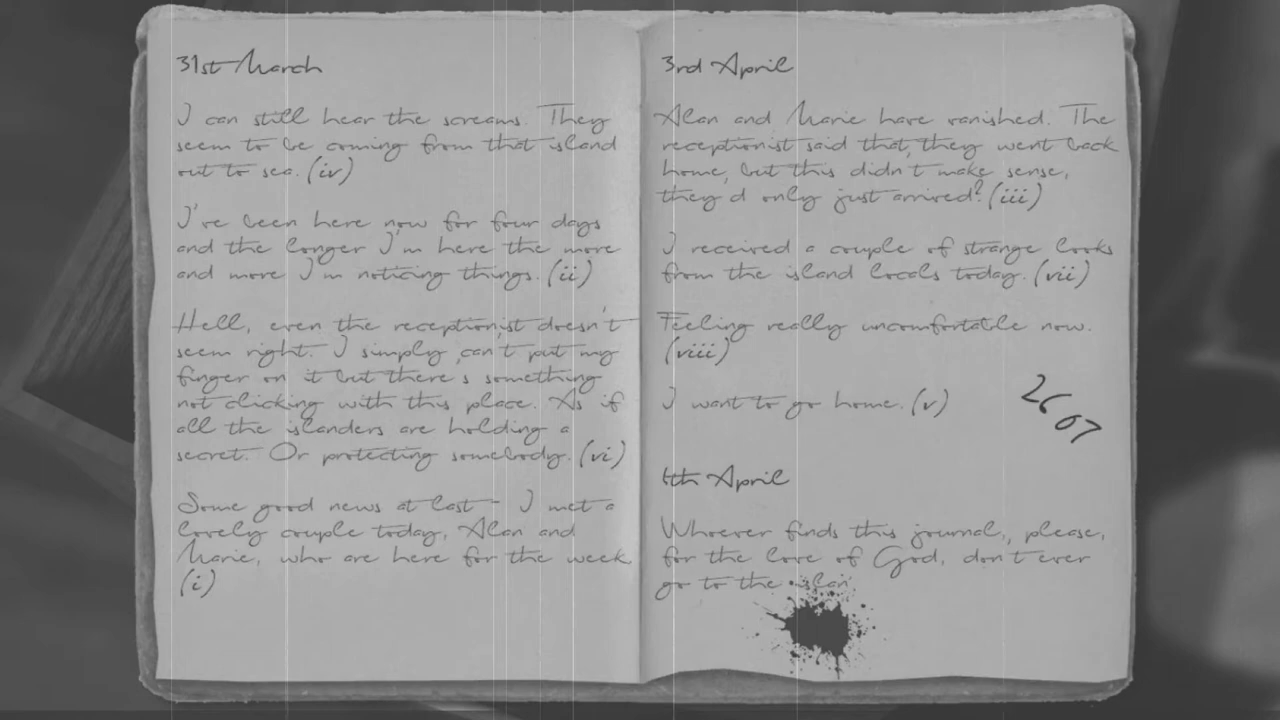 31st March
I can still hear the screams. They
seem to be coming from that island
out to sea. (iv)
I've been here now for four days
and the longer I'm here the more
and more I'm noticing things. (ii)
Hell, even the receptionist doesn't
seem right. I simply can't put my
finger on it but there's something
not clicking with this place. As if
all the islanders are holding a
secret. Or protecting somebody. (vi)
Some good news at last - I met a
lovely couple today, Alan and
Marie, who are here for the week
(i)
3rd April
Alan and Marie have vanished. The
receptionist said that they went back
home, but this didn't make sense,
they'd only just arrived? (iii)
I received a couple of strange looks
from the island locals today. (vii)
Feeling really uncomfortable now.
(viii)
I want to go home. (v)
2607
6th April
Whoever finds this journal, please,
for the love of God, don't ever
go to the islan